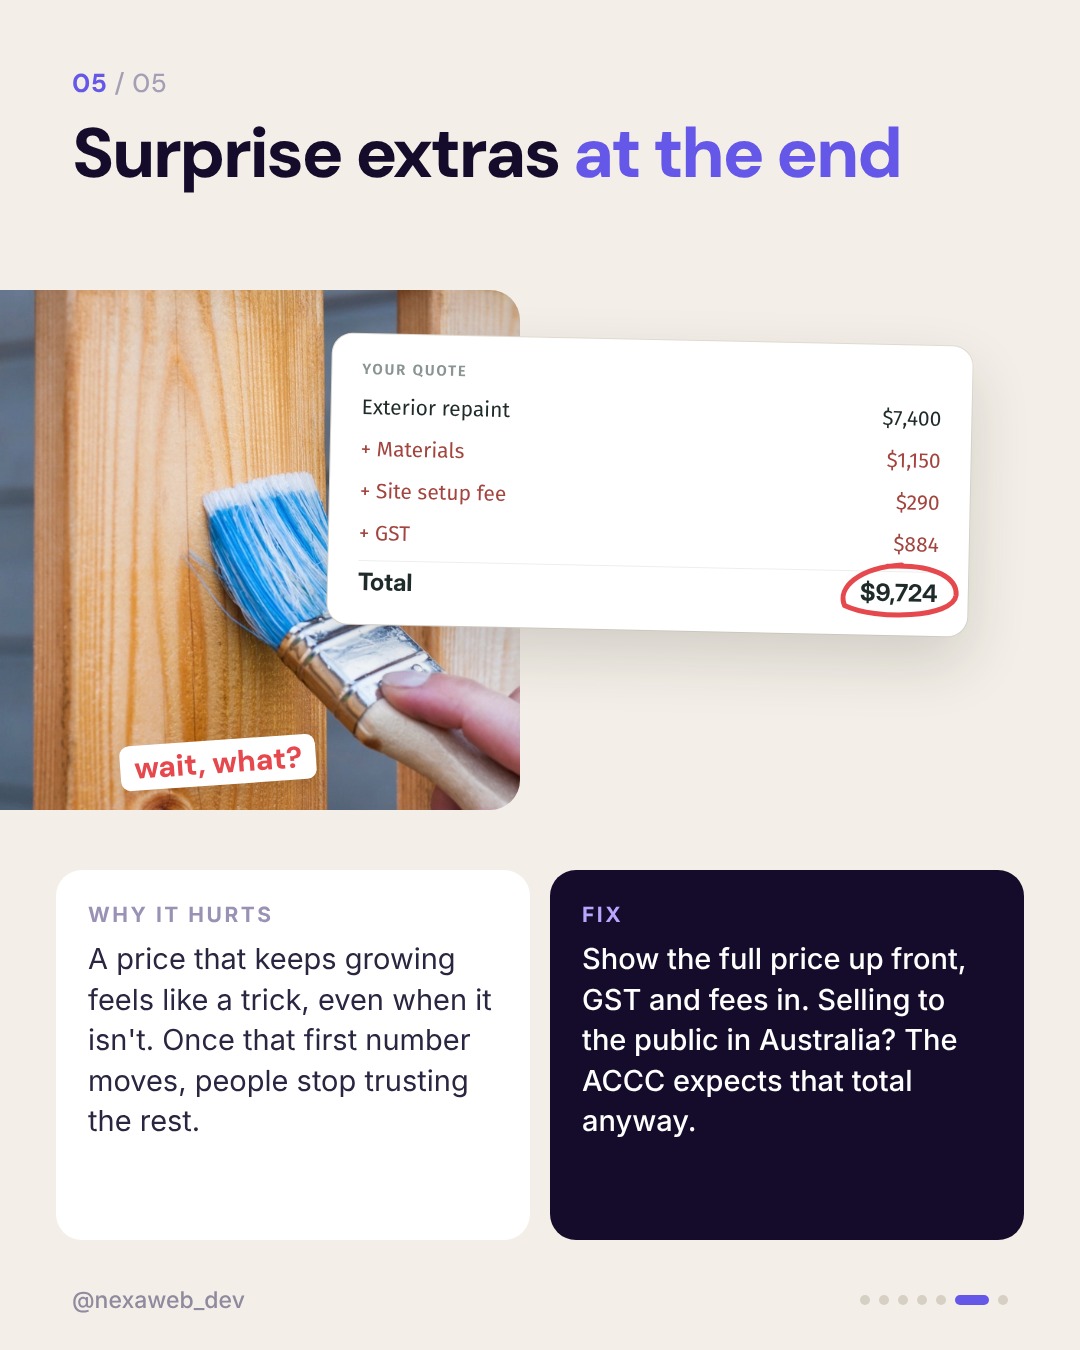 05 / 05
Surprise extras at the end
YOUR QUOTE
Exterior repaint $7,400
+ Materials $1,150
+ Site setup fee $290
+ GST $884
Total $9,724
wait, what?
WHY IT HURTS
A price that keeps growing
feels like a trick, even when it
isn't. Once that first number
moves, people stop trusting
the rest.
FIX
Show the full price up front,
GST and fees in. Selling to
the public in Australia? The
ACCC expects that total
anyway.
@nexaweb_dev